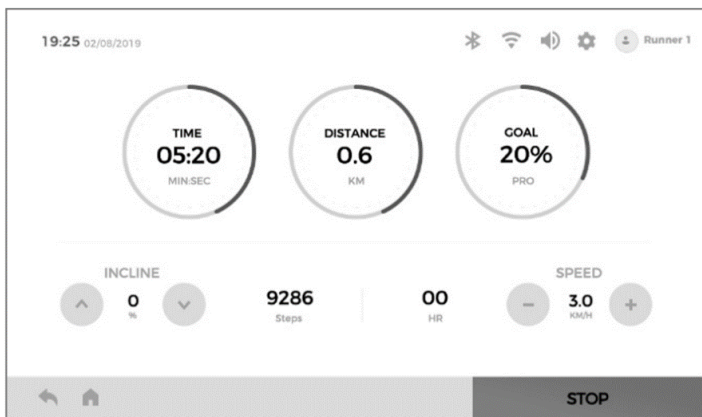 19:25 02/08/2019 Runner 1
TIME DISTANCE GOAL
05:20 0.6 20%
MIN:SEC KM PRO
INCLINE SPEED
0 9286 00 3.0
% Steps HR KM/H
STOP